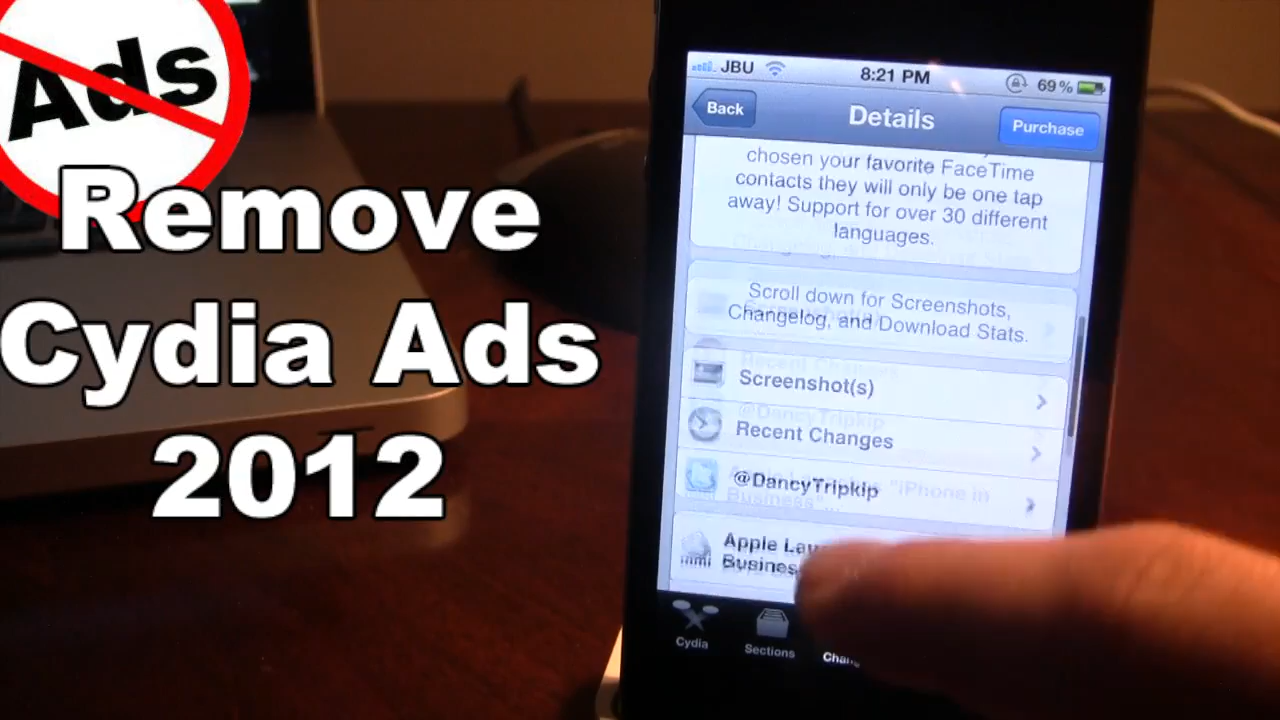 Ads
Remove
Cydia Ads
2012
JBU
8:21 PM
69%
Back
Details
Purchase
chosen your favorite FaceTime
contacts they will only be one tap
away! Support for over 30 different
languages.
Scroll down for Screenshots,
Changelog, and Download Stats.
Screenshot(s)
Recent Changes
@DancyTripkip
Apple
Business
Cydia
Sections